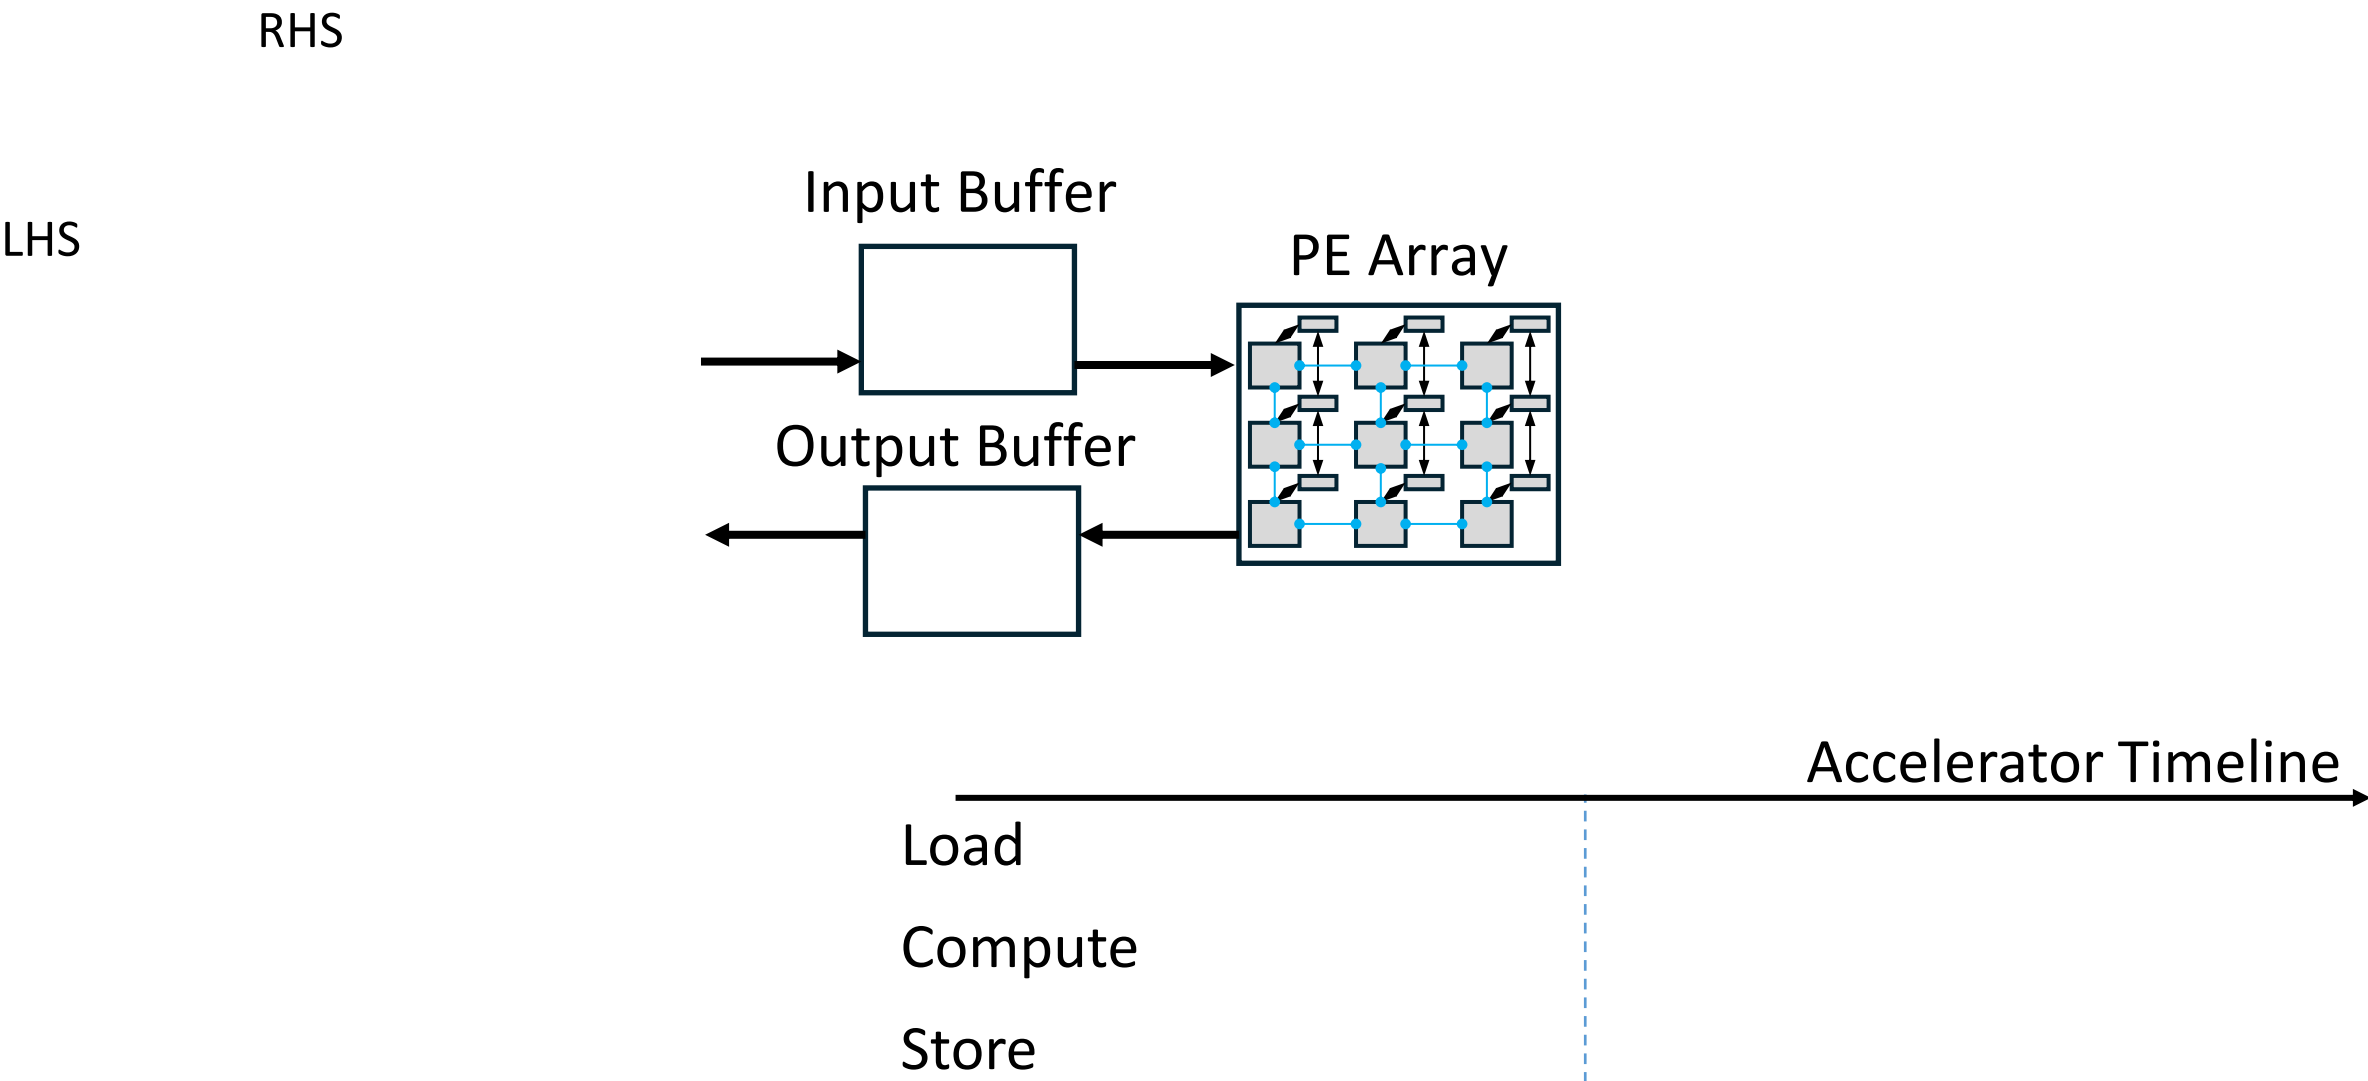 RHS
Input Buffer
LHS
PE Array
Output Buffer
Accelerator Timeline
Load
Compute
Store